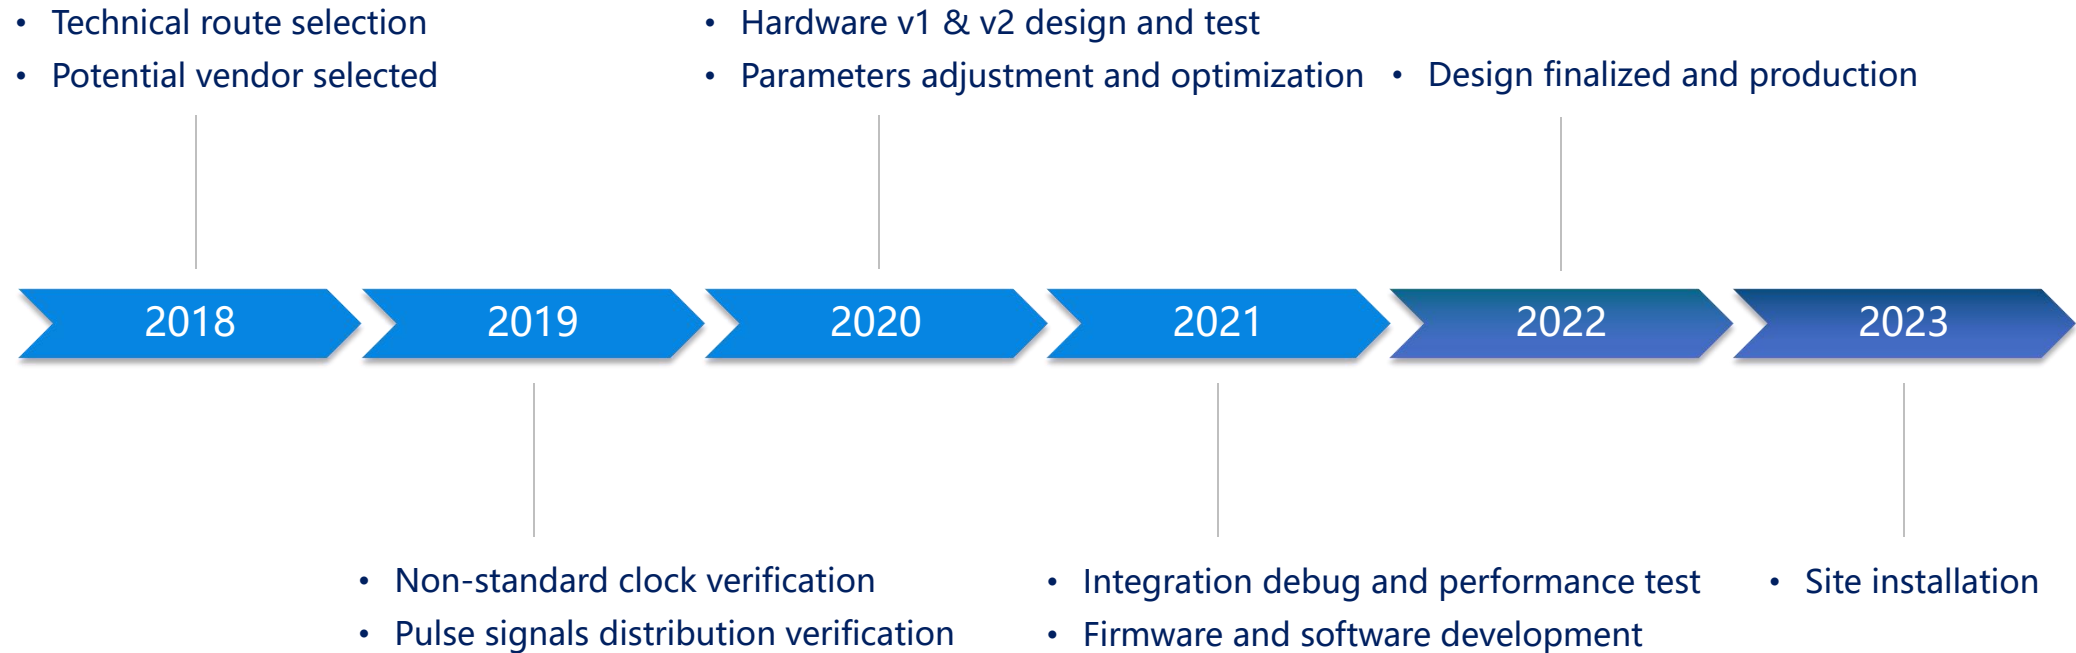 • Technical route selection
• Potential vendor selected
• Hardware v1 & v2 design and test
• Parameters adjustment and optimization
• Design finalized and production
2018
2019
2020
2021
2022
2023
• Non-standard clock verification
• Pulse signals distribution verification
• Integration debug and performance test
• Firmware and software development
• Site installation